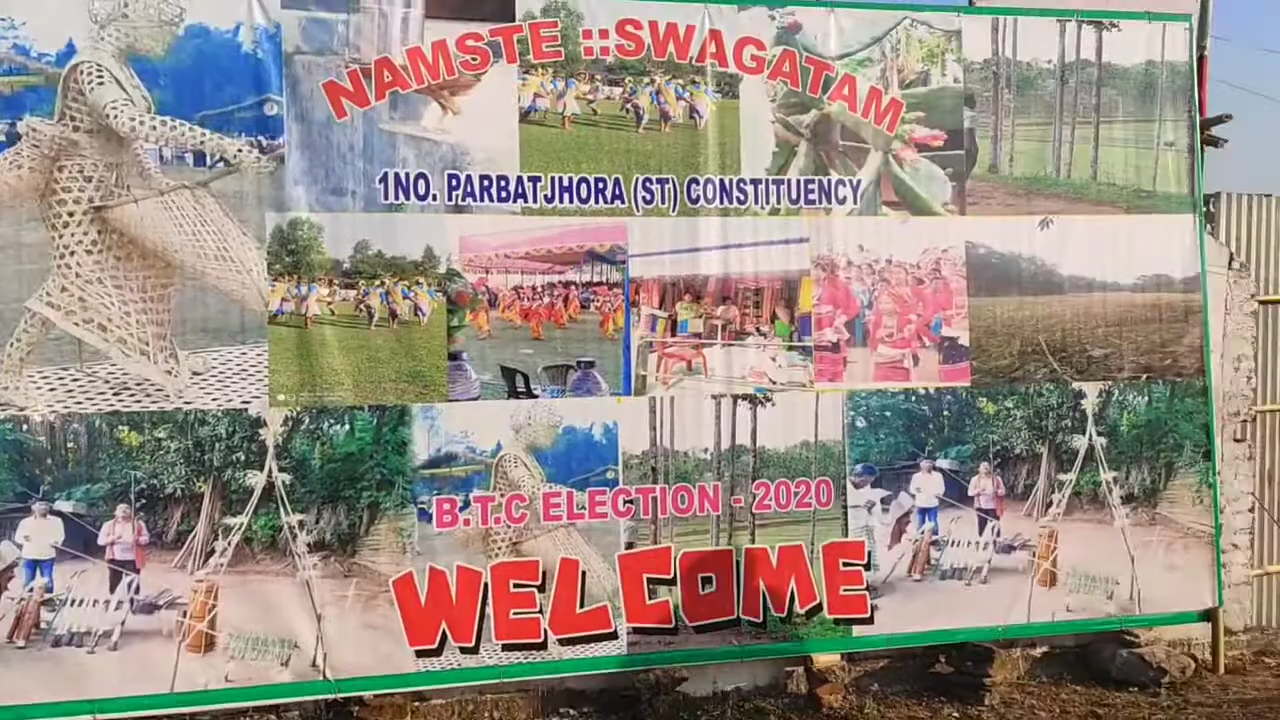 NAMSTE ::SWAGATAM
1NO. PARBATJHORA (ST) CONSTITUENCY
B.T.C ELECTION - 2020
WELCOME